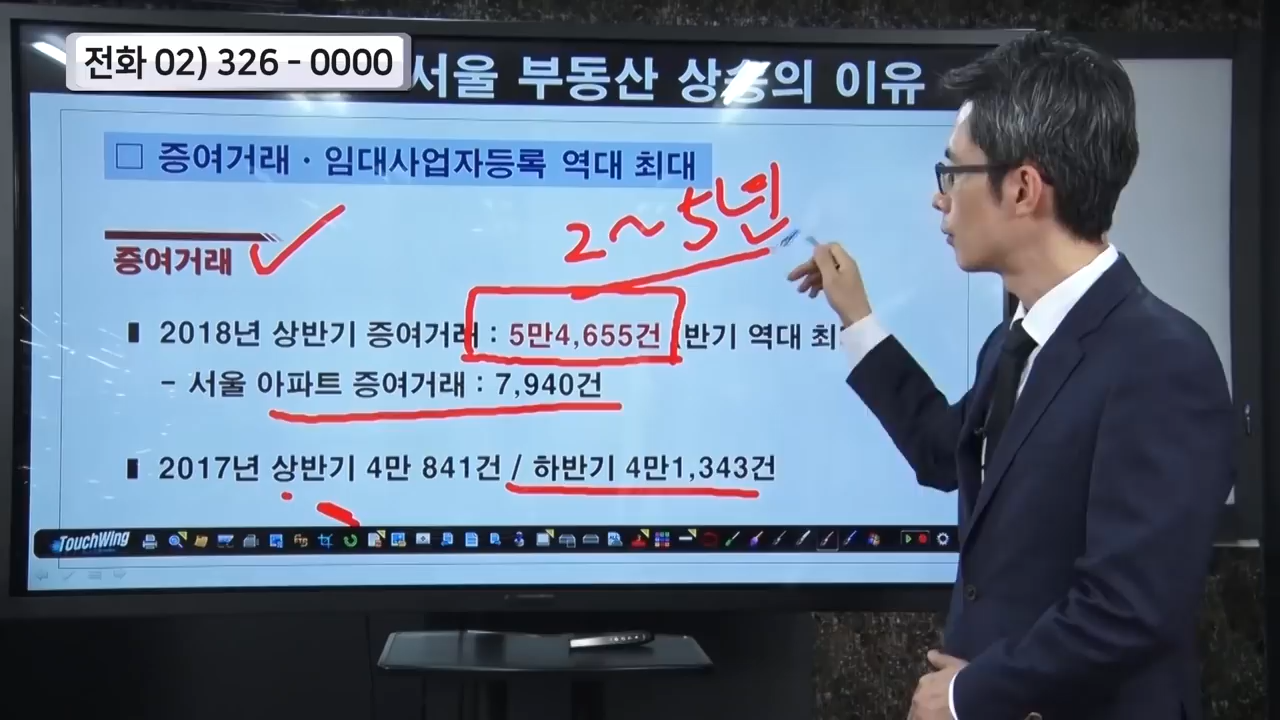 전화 02) 326 - 0000
서울 부동산 상승의 이유
□ 증여거래 · 임대사업자등록 역대 최대
2~5년
증여거래
2018년 상반기 증여거래 : 5만4,655건 반기 역대 최
- 서울 아파트 증여거래 : 7,940건
2017년 상반기 4만 841건 / 하반기 4만1,343건
TouchWing